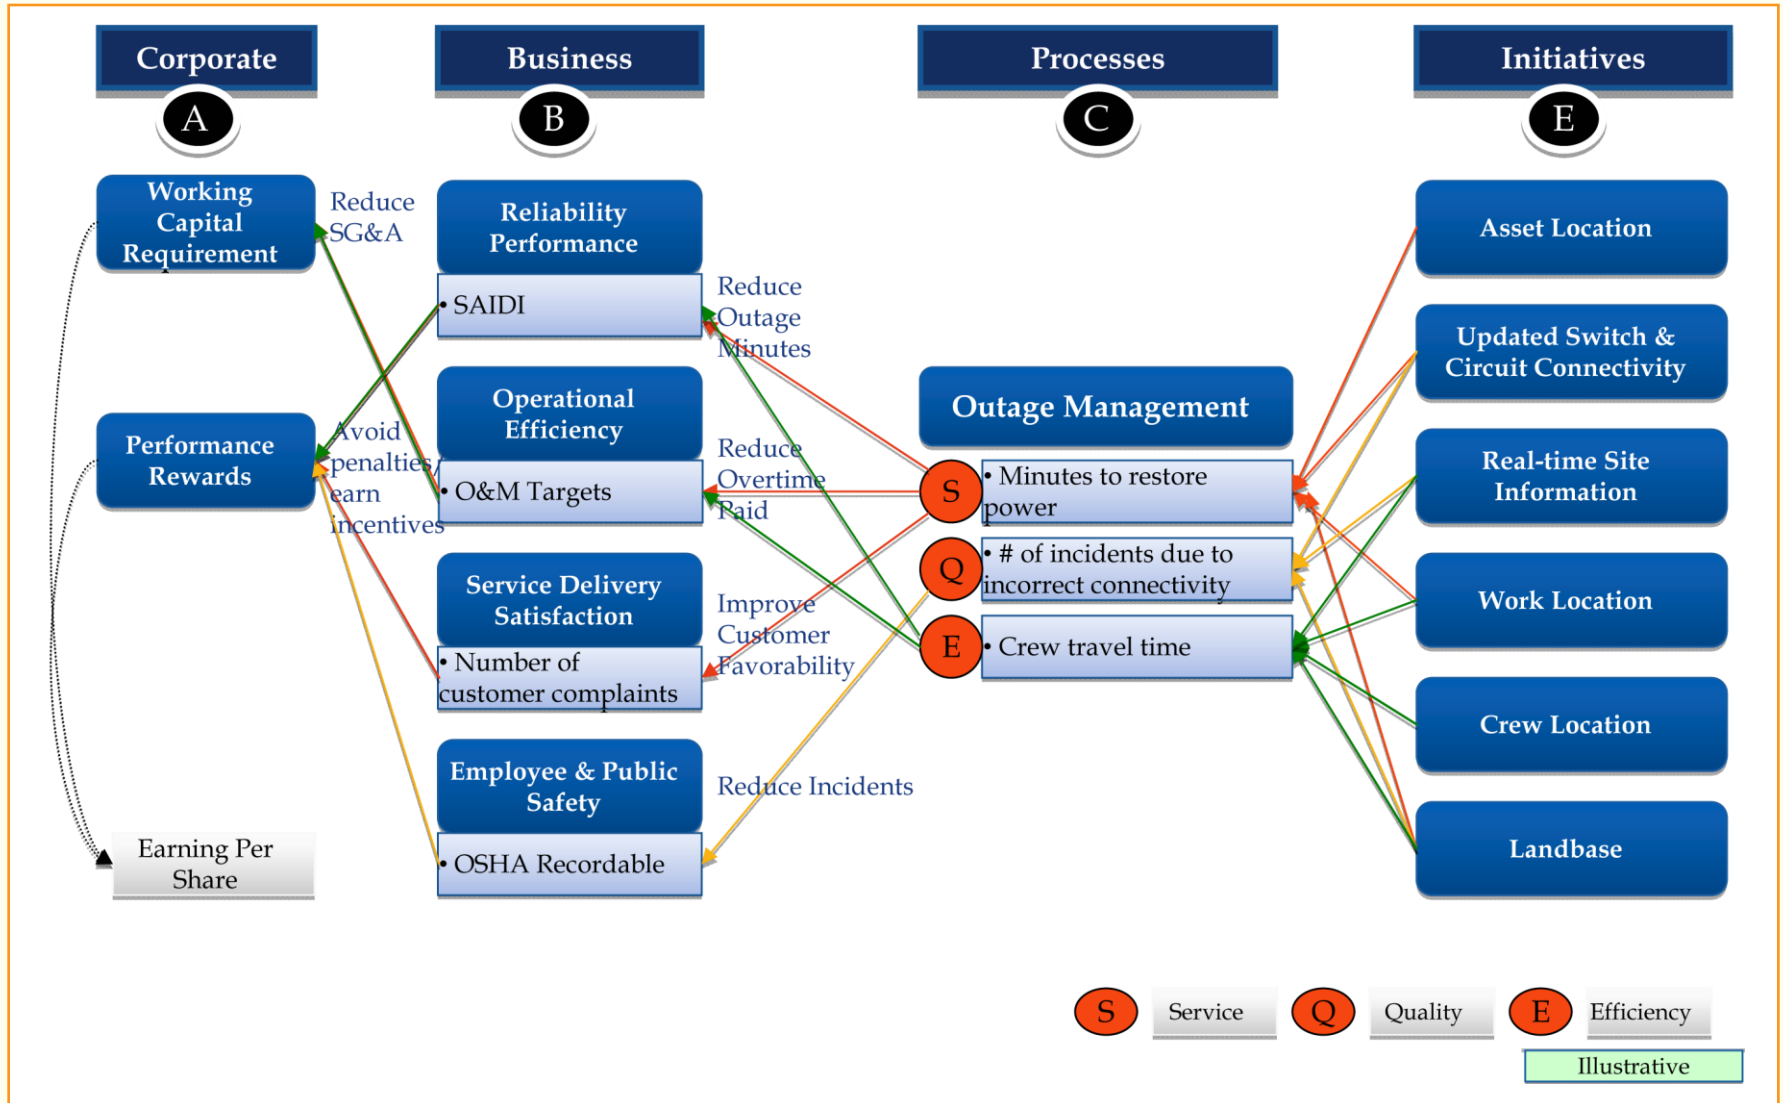 Corporate
Business
Processes
Initiatives
A
B
C
E
Working
Capital
Requirement
Reduce
SG&A
Performance
Rewards
Avoid
penalties/
earn
incentives
Earning Per
Share
Reliability
Performance
• SAIDI
Operational
Efficiency
• O&M Targets
Service Delivery
Satisfaction
• Number of
customer complaints
Employee & Public
Safety
• OSHA Recordable
Reduce
Outage
Minutes
Reduce
Overtime
Paid
Improve
Customer
Favorability
Reduce Incidents
Outage Management
S
• Minutes to restore
power
Q
• # of incidents due to
incorrect connectivity
E
• Crew travel time
Asset Location
Updated Switch &
Circuit Connectivity
Real-time Site
Information
Work Location
Crew Location
Landbase
S
Service
Q
Quality
E
Efficiency
Illustrative